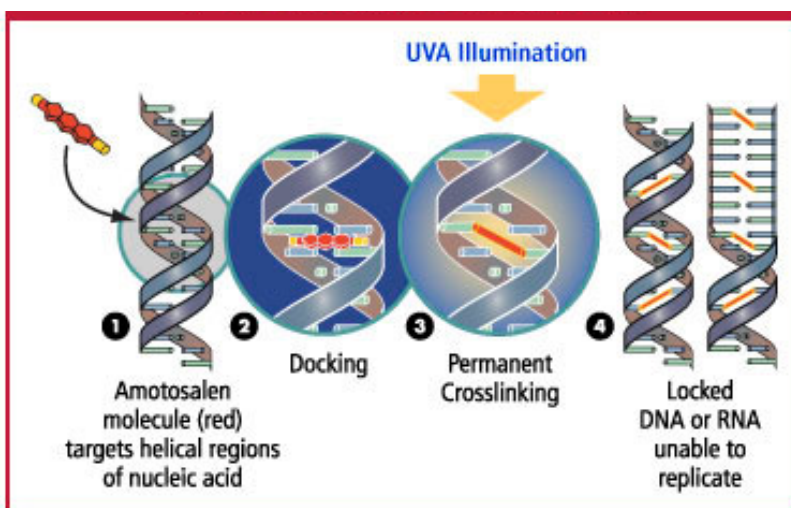 UVA Illumination
1
Amotosalen
molecule (red)
targets helical regions
of nucleic acid
2
Docking
3
Permanent
Crosslinking
4
Locked
DNA or RNA
unable to
replicate